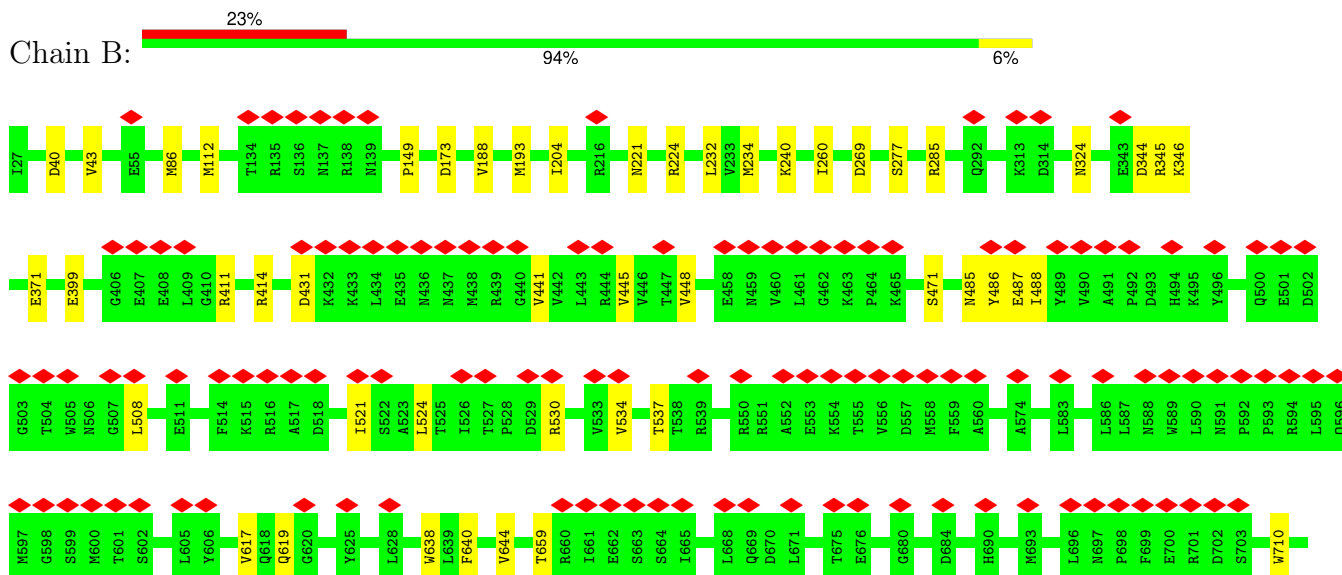 23%
Chain B:
94% 6%
I27 D40 V43 E55 M86 M112 T134 R135 S136 N137 R138 N139 P149 D173 V188 M193 I204 R216 N221 R224 L232 V233 M234 K240 I260 D269 S277 R285 Q292 K313 D314 N324 E343 D344 R345 K346
E371 E399 G406 E407 E408 L409 G410 R411 R414 D431 K432 K433 L434 E435 N436 N437 M438 R439 G440 V441 V442 L443 R444 V445 V446 T447 V448 E458 N459 V460 L461 G462 K463 P464 K465 S471 N485 Y486 E487 I488 Y489 V490 A491 P492 D493 H494 K495 Y496 Q500 E501 D502
G503 T504 W505 N506 G507 L508 E511 F514 K515 R516 A517 D518 I521 S522 A523 L524 T525 I526 T527 P528 D529 R530 V533 V534 T537 T538 R539 R550 R551 A552 E553 K554 T555 V556 D557 M558 F559 A560 A574 L583 L586 L587 N588 W589 L590 N591 P592 P593 R594 L595 Q596
M597 G598 S599 M600 T601 S602 L605 Y606 V617 Q618 Q619 G620 Y625 L628 W638 L639 F640 V644 T659 R660 I661 E662 S663 S664 I665 L668 Q669 D670 L671 T675 E676 G680 D684 H690 M693 L696 N697 P698 F699 E700 R701 D702 S703 W710